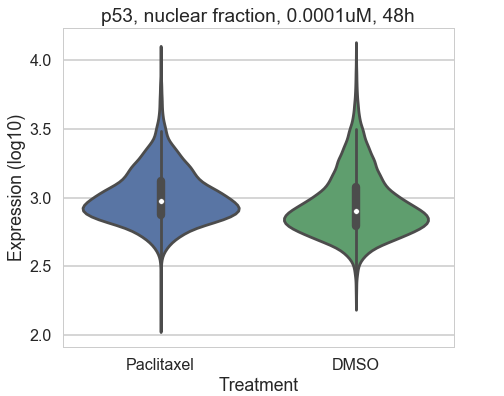 p53, nuclear fraction, 0.0001uM, 48h
Expression (log10)
4.0
3.5
3.0
2.5
2.0
Paclitaxel DMSO
Treatment